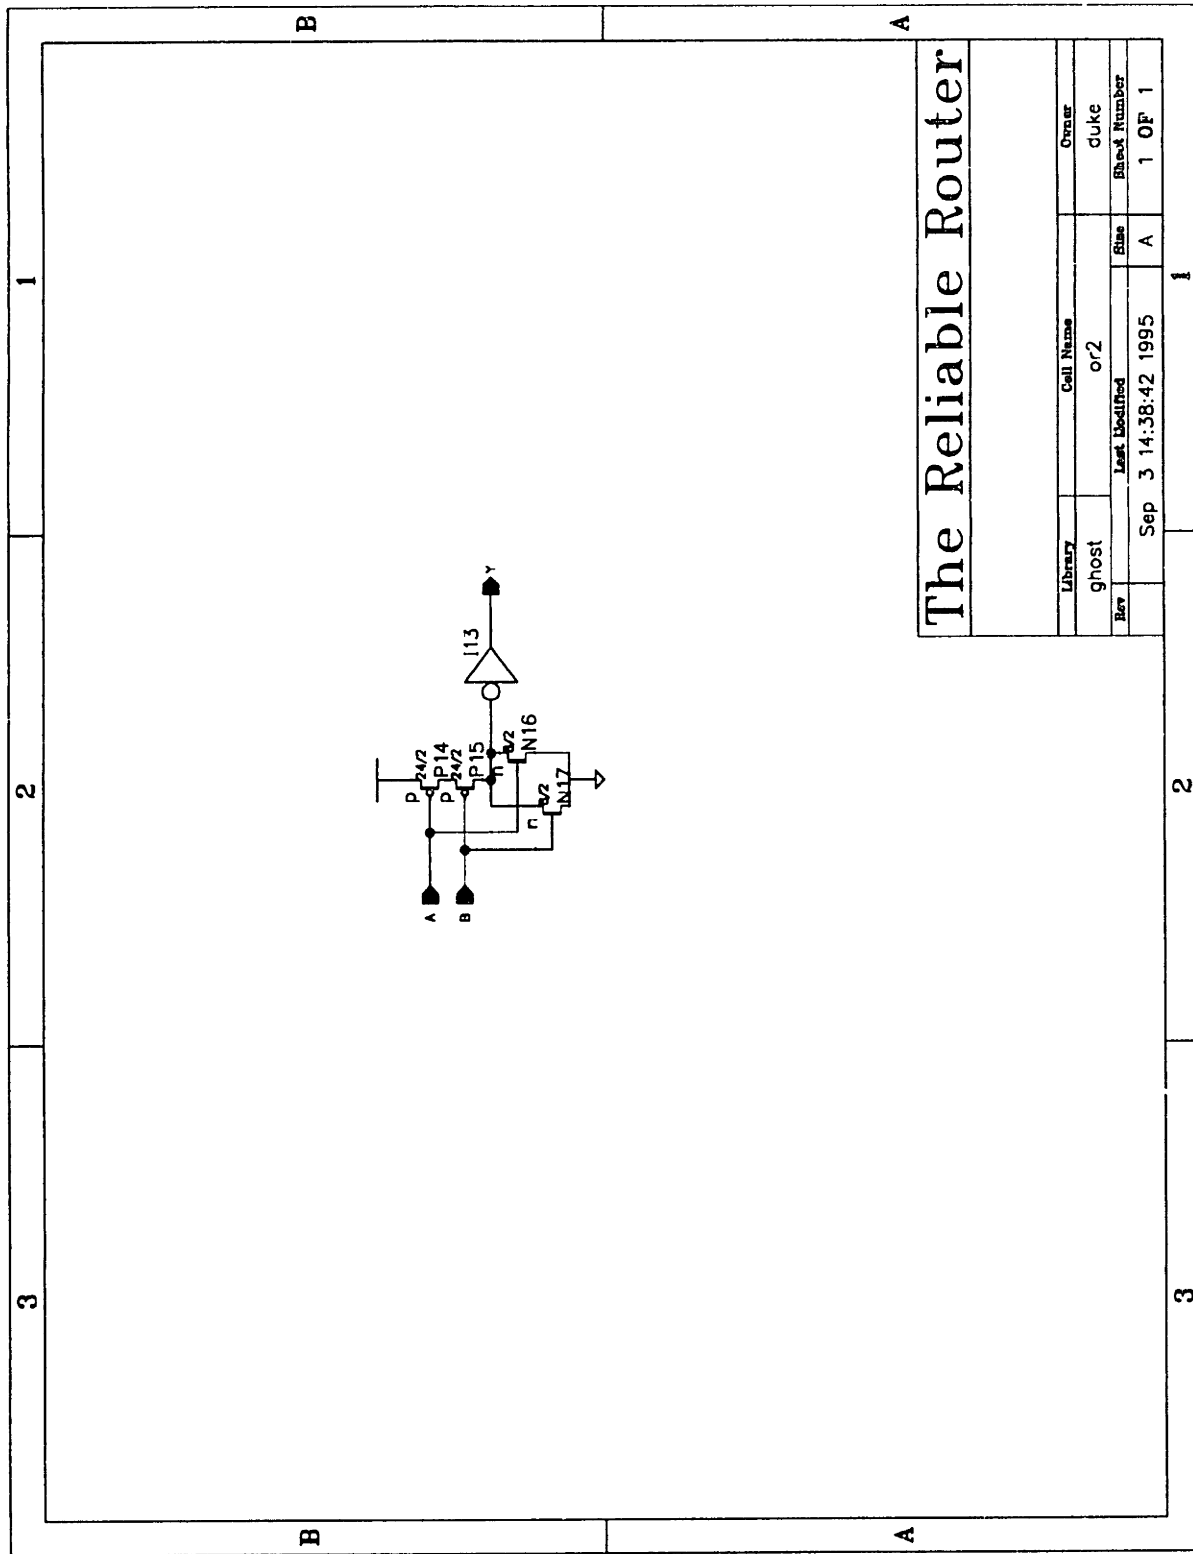 3
2
1
B
B
A
A
A
B
P
24/2
P14
P
24/2
P15
n
N16
n
N17
I13
Y
The Reliable Router
Library
Cell Name
Owner
ghost
or2
duke
Rev
Last Modified
Size
Sheet Number
Sep 3 14:38:42 1995
A
1 OF 1
3
2
1